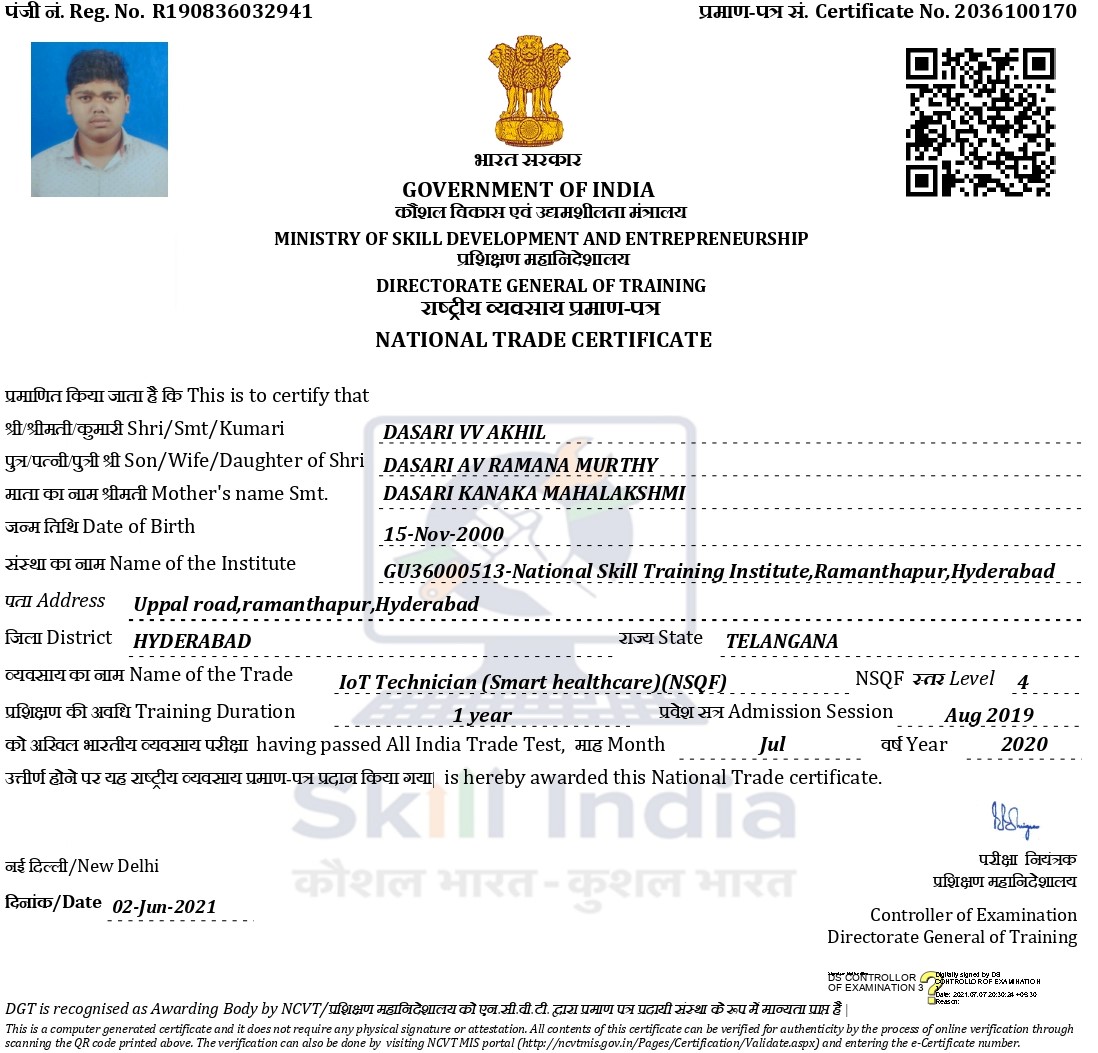 पंजी नं. Reg. No. R190836032941 प्रमाण-पत्र सं. Certificate No. 2036100170
भारत सरकार
GOVERNMENT OF INDIA
कौशल विकास एवं उद्यमशीलता मंत्रालय
MINISTRY OF SKILL DEVELOPMENT AND ENTREPRENEURSHIP
प्रशिक्षण महानिदेशालय
DIRECTORATE GENERAL OF TRAINING
राष्ट्रीय व्यवसाय प्रमाण-पत्र
NATIONAL TRADE CERTIFICATE
प्रमाणित किया जाता है कि This is to certify that
श्री/श्रीमती/कुमारी Shri/Smt/Kumari DASARI VV AKHIL
पुत्र/पत्नी/पुत्री श्री Son/Wife/Daughter of Shri DASARI AV RAMANA MURTHY
माता का नाम श्रीमती Mother's name Smt. DASARI KANAKA MAHALAKSHMI
जन्म तिथि Date of Birth 15-Nov-2000
संस्था का नाम Name of the Institute GU36000513-National Skill Training Institute,Ramanthapur,Hyderabad
पता Address Uppal road,ramanthapur,Hyderabad
जिला District HYDERABAD राज्य State TELANGANA
व्यवसाय का नाम Name of the Trade IoT Technician (Smart healthcare)(NSQF) NSQF स्तर Level 4
प्रशिक्षण की अवधि Training Duration 1 year प्रवेश सत्र Admission Session Aug 2019
को अखिल भारतीय व्यवसाय परीक्षा having passed All India Trade Test, माह Month Jul वर्ष Year 2020
उत्तीर्ण होने पर यह राष्ट्रीय व्यवसाय प्रमाण-पत्र प्रदान किया गया| is hereby awarded this National Trade certificate.
Skill India
कौशल भारत - कुशल भारत
नई दिल्ली/New Delhi
दिनांक/Date 02-Jun-2021
परीक्षा नियंत्रक
प्रशिक्षण महानिदेशालय
Controller of Examination
Directorate General of Training
DS CONTROLLER OF EXAMINATION 3
Digitally signed by DS
CONTROLLER OF EXAMINATION
Date: 2021.07.07 20:30:24 +05:30
Reason:
DGT is recognised as Awarding Body by NCVT/प्रशिक्षण महानिदेशालय को एन.सी.वी.टी. द्वारा प्रमाण पत्र प्रदायी संस्था के रूप में मान्यता प्राप्त है |
This is a computer generated certificate and it does not require any physical signature or attestation. All contents of this certificate can be verified for authenticity by the process of online verification through
scanning the QR code printed above. The verification can also be done by visiting NCVT MIS portal (http://ncvtmis.gov.in/Pages/Certification/Validate.aspx) and entering the e-Certificate number.